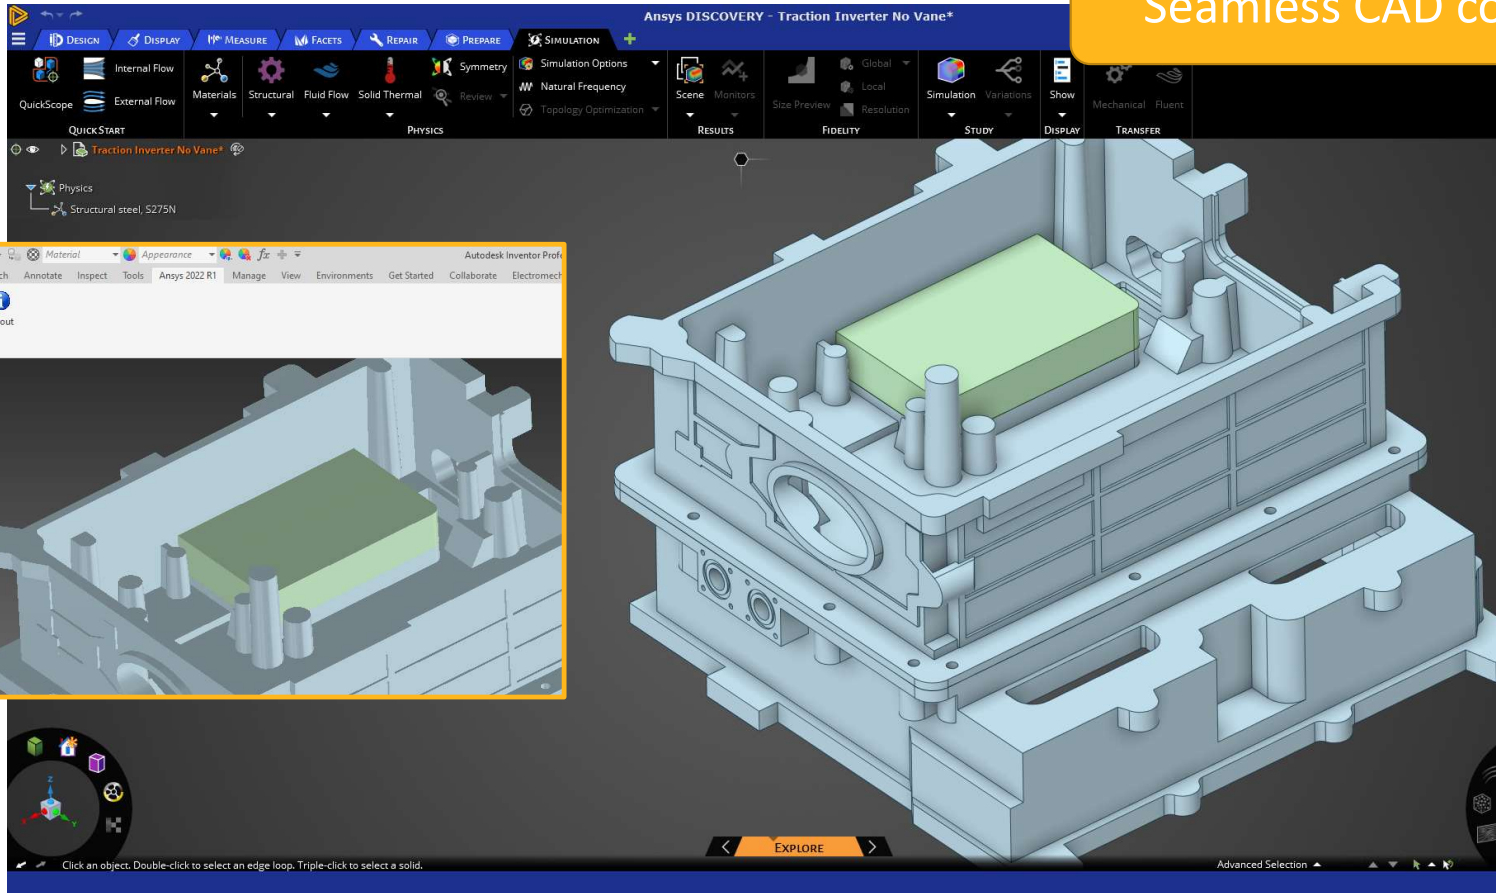 Ansys DISCOVERY - Traction Inverter No Vane*
Seamless CAD
DESIGN DISPLAY MEASURE FACETS REPAIR PREPARE SIMULATION
QuickScope
Internal Flow
External Flow
QUICK START
Materials Structural Fluid Flow Solid Thermal
Symmetry
Review
Simulation Options
Natural Frequency
Topology Optimization
PHYSICS
Scene Monitors
RESULTS
Size Preview
Global
Local
Resolution
FIDELITY
Simulation Variations
STUDY
Show
DISPLAY
Mechanical Fluent
TRANSFER
Traction Inverter No Vane*
Physics
Structural steel, S275N
Material Appearance fx Autodesk Inventor
Annotate Inspect Tools Ansys 2022 R1 Manage View Environments Get Started Collaborate
Z
X
Y
EXPLORE
Click an object. Double-click to select an edge loop. Triple-click to select a solid.
Advanced Selection